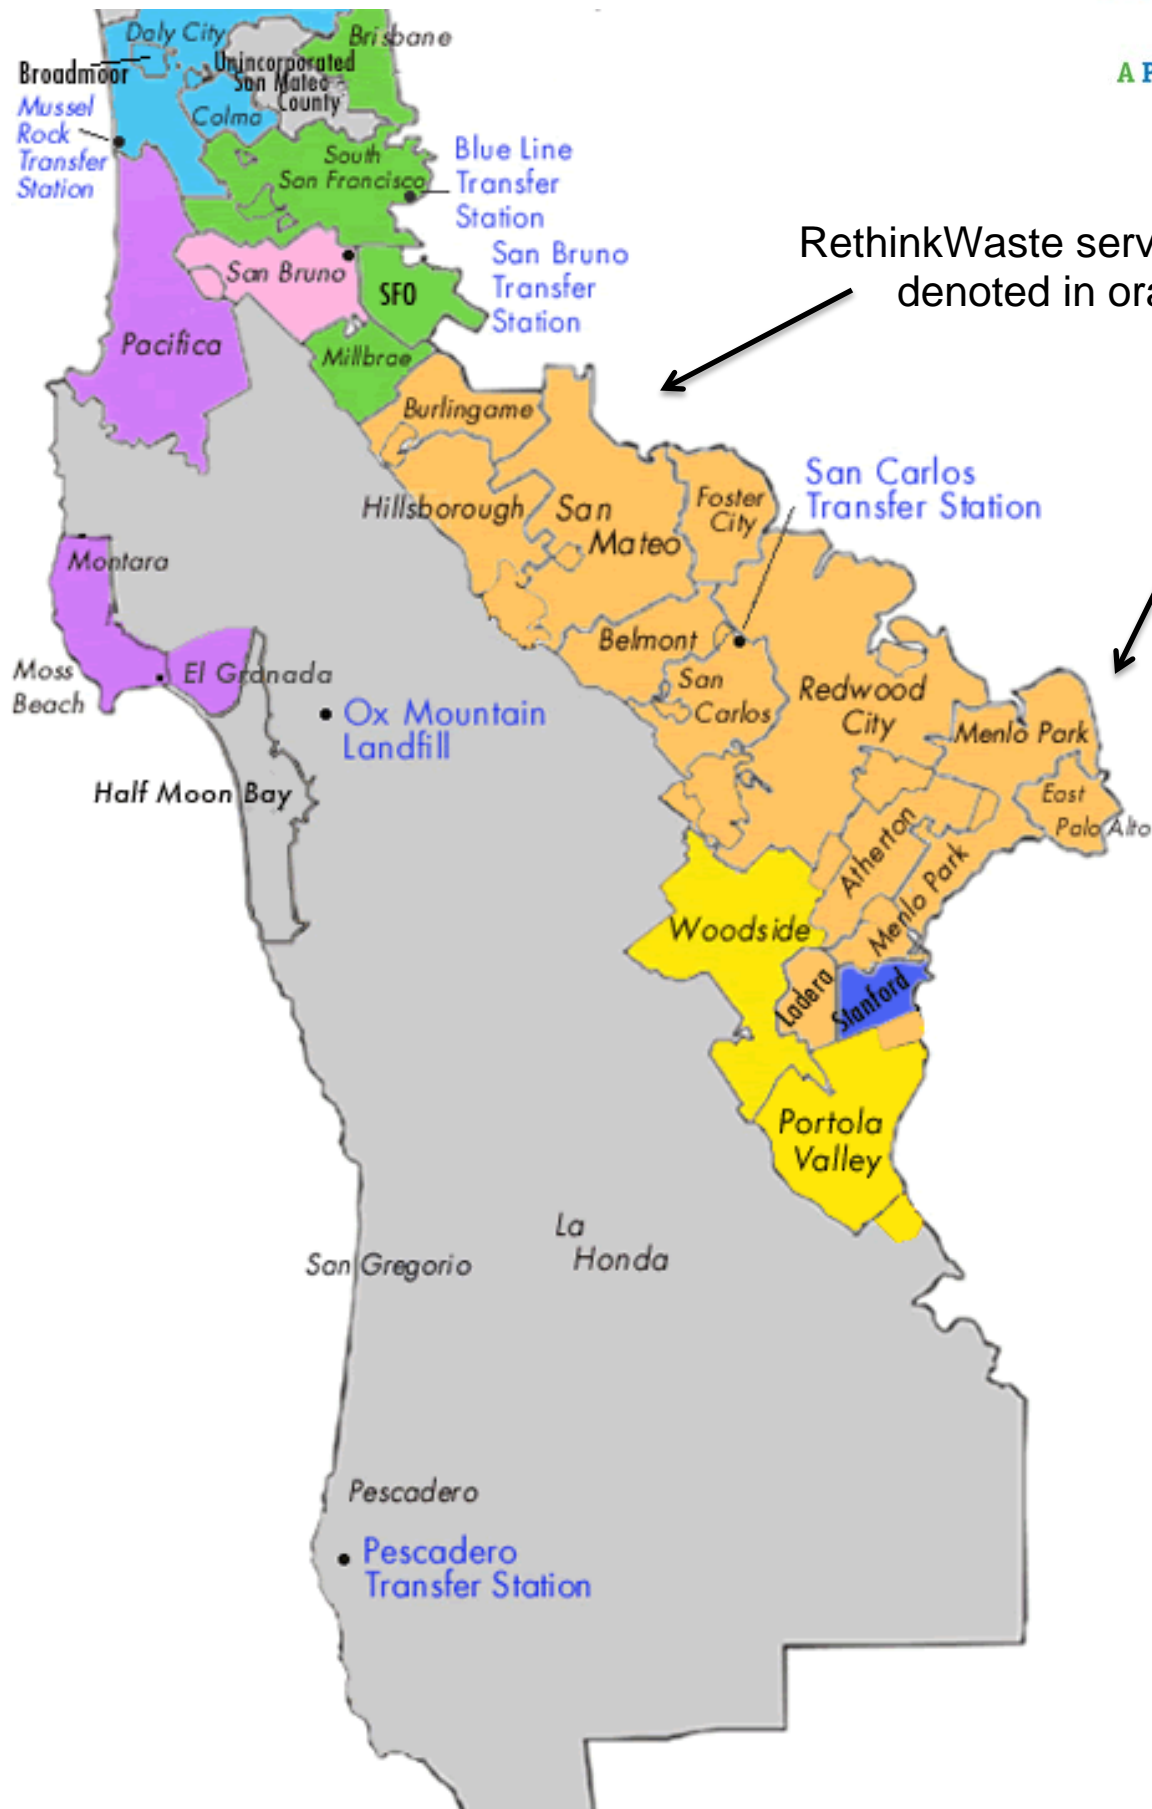 Daly City
Brisbane
Broadmoor
Unincorporated
San Mateo
County
A
Mussel
Rock
Transfer
Station
Colma
South
San Francisco
Blue Line
Transfer
Station
RethinkWaste
denoted in
San Bruno
San Bruno
Transfer
Station
SFO
Pacifica
Millbrae
Burlingame
San Carlos
Transfer Station
Hillsborough
San
Mateo
Foster
City
Montara
Belmont
Moss
Beach
El Granada
San
Carlos
Redwood
City
Ox Mountain
Landfill
Menlo Park
Half Moon Bay
East
Palo Alto
Atherton
Menlo Park
Woodside
Ladera
Stanford
Portola
Valley
La
Honda
San Gregorio
Pescadero
Pescadero
Transfer Station